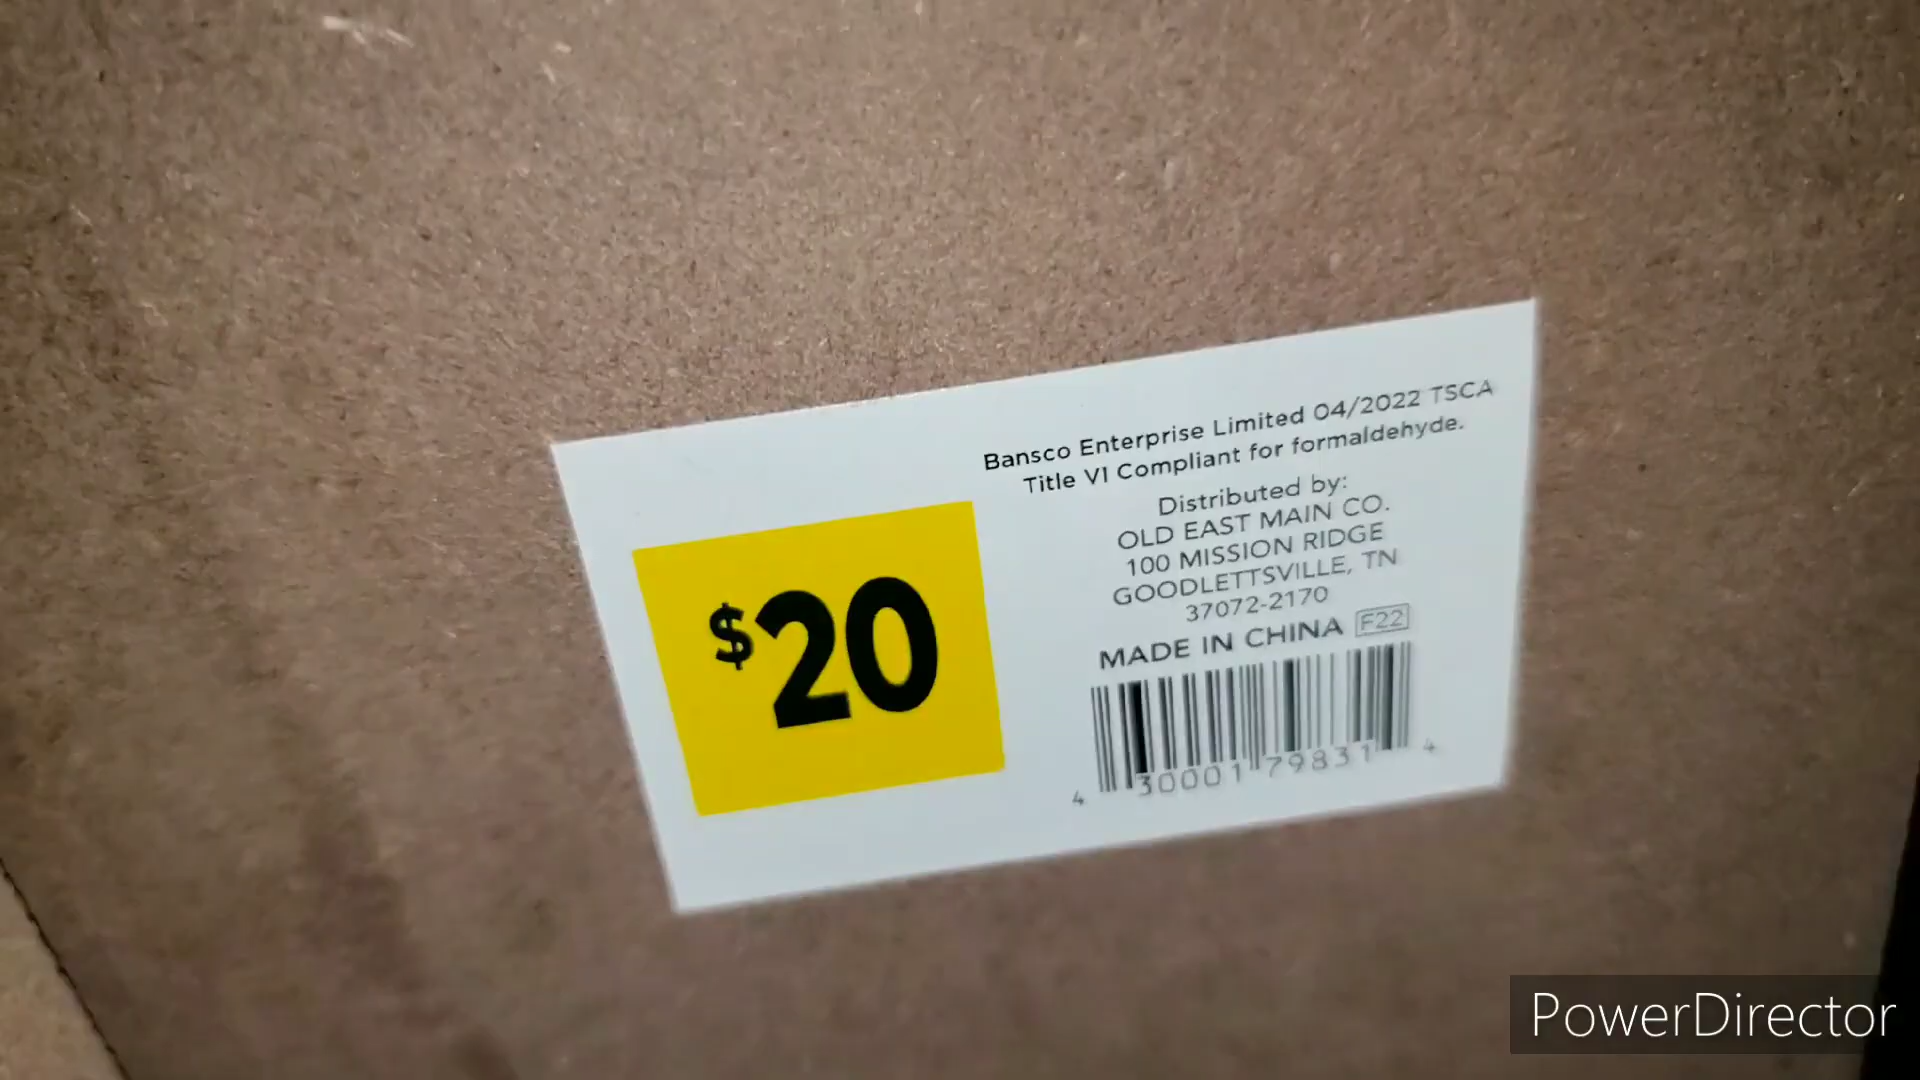 Bansco Enterprise Limited 04/2022 TSCA
Title VI Compliant for formaldehyde.
Distributed by:
OLD EAST MAIN CO.
100 MISSION RIDGE
GOODLETTSVILLE, TN
37072-2170
MADE IN CHINA F22
$20
4 30001 79831 4
PowerDirector